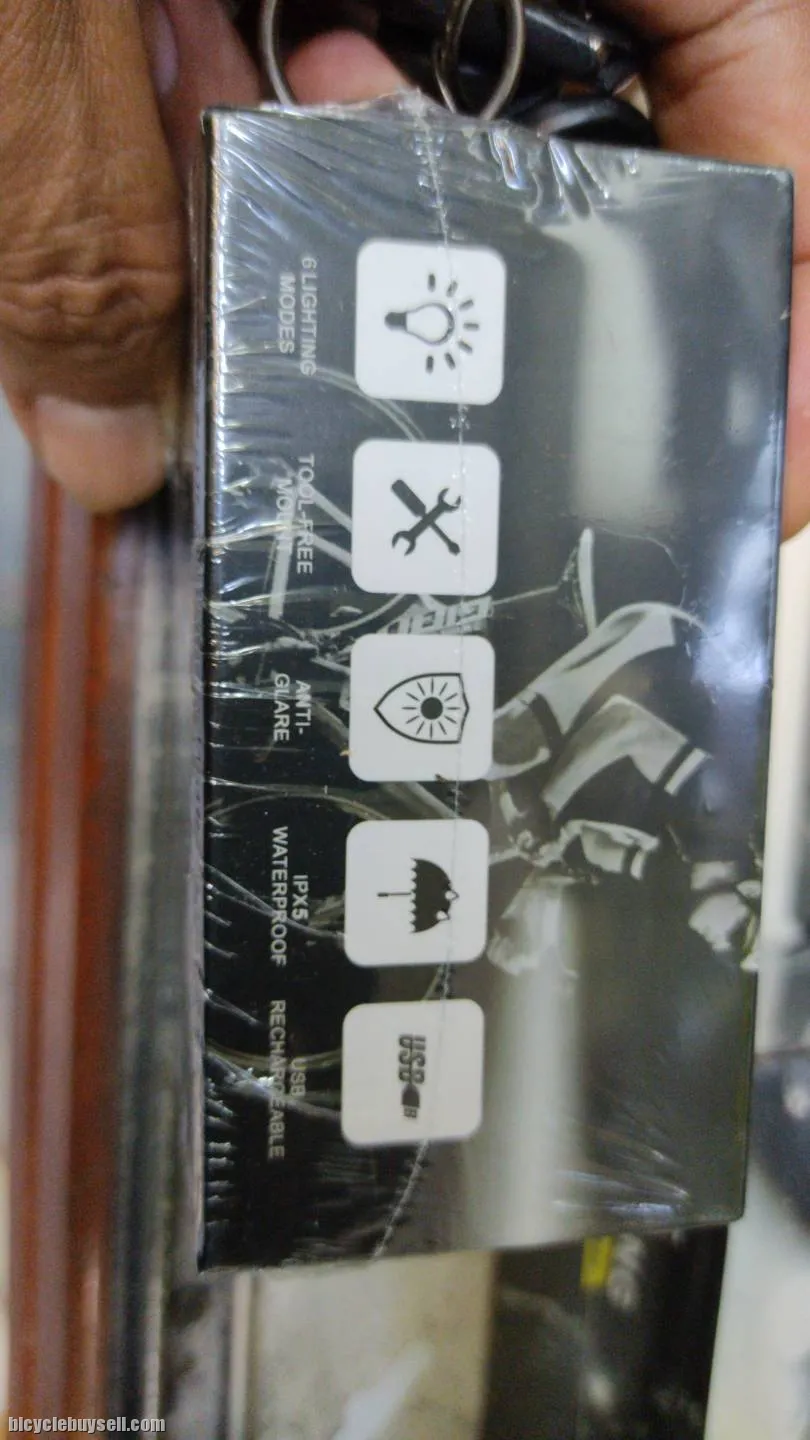 6 LIGHTING
MODES
TOOL-FREE
MOUNT
ANTI-
GLARE
IPX5
WATERPROOF
USB
RECHARGEABLE
USB
bicyclebuysell.com